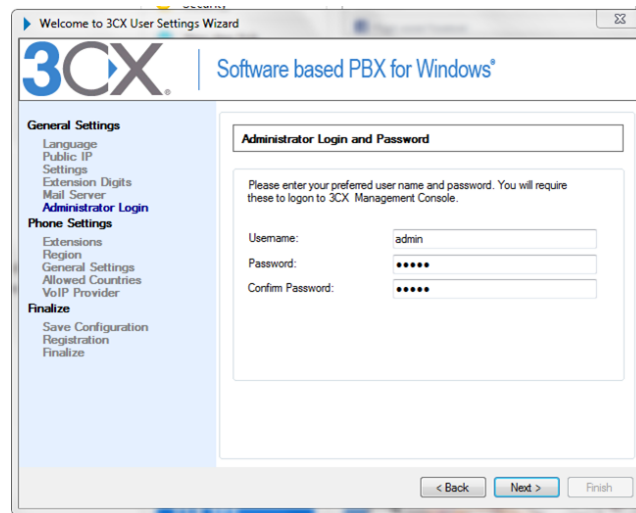 Security
Welcome to 3CX User Settings Wizard
3CX®
Software based PBX for Windows®
General Settings
Language
Public IP
Settings
Extension Digits
Mail Server
Administrator Login
Phone Settings
Extensions
Region
General Settings
Allowed Countries
VoIP Provider
Finalize
Save Configuration
Registration
Finalize
Administrator Login and Password
Please enter your preferred user name and password. You will require
these to logon to 3CX Management Console.
Username: admin
Password: •••••
Confirm Password: •••••
< Back Next > Finish